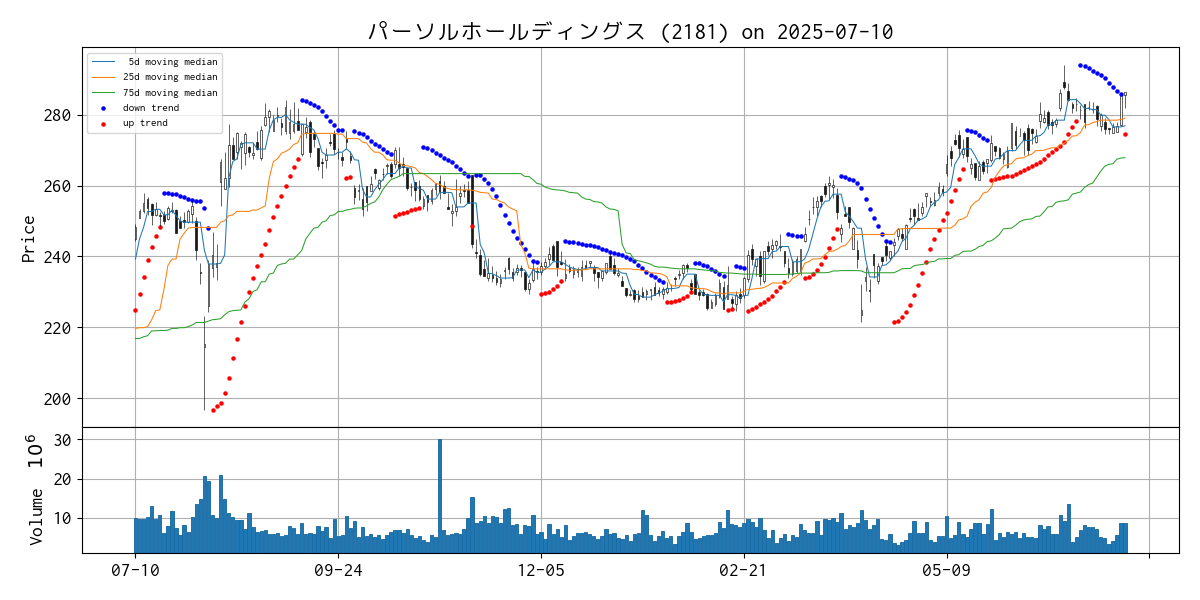 パーソルホールディングス (2181) on 2025-07-10
5d moving median
25d moving median
75d moving median
down trend
up trend
Price
280
260
240
220
200
Volume 10^6
30
20
10
07-10
09-24
12-05
02-21
05-09